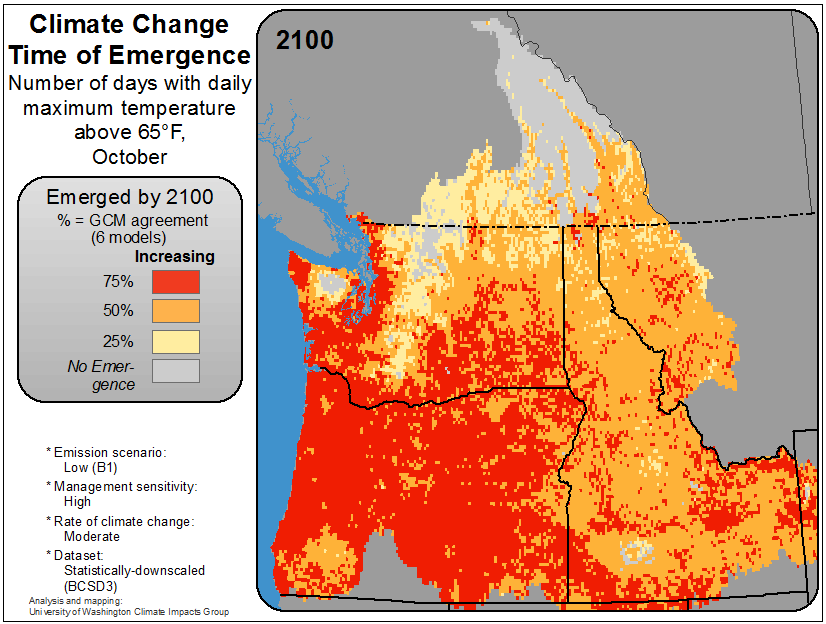 Climate Change
Time of Emergence
Number of days with daily
maximum temperature
above 65°F,
October
2100
Emerged by 2100
% = GCM agreement
(6 models)
Increasing
75%
50%
25%
No Emer-
gence
* Emission scenario:
Low (B1)
* Management sensitivity:
High
* Rate of climate change:
Moderate
* Dataset:
Statistically-downscaled
(BCSD3)
Analysis and mapping:
University of Washington Climate Impacts Group